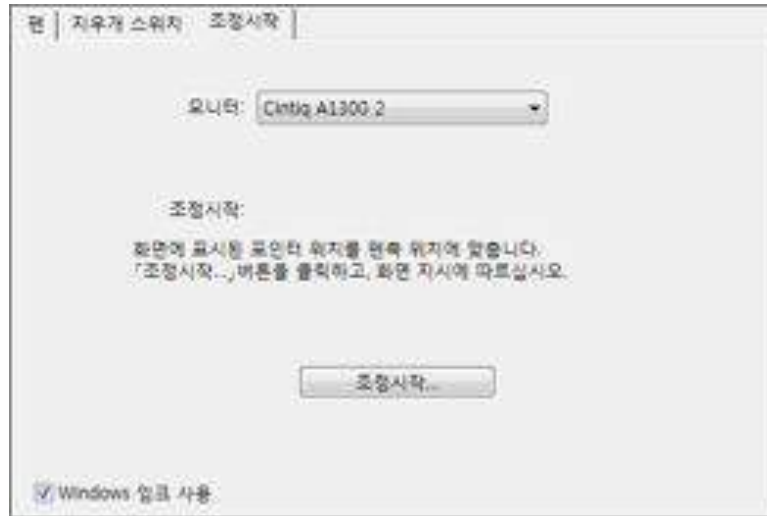 펜 지우개 스위치 조정시작
모니터: Cintiq A1300 2
조정시작:
화면에 표시된 포인터 위치를 펜촉 위치에 맞춥니다.
「조정시작...」버튼을 클릭하고, 화면 지시에 따르십시오.
조정시작...
Windows 잉크 사용